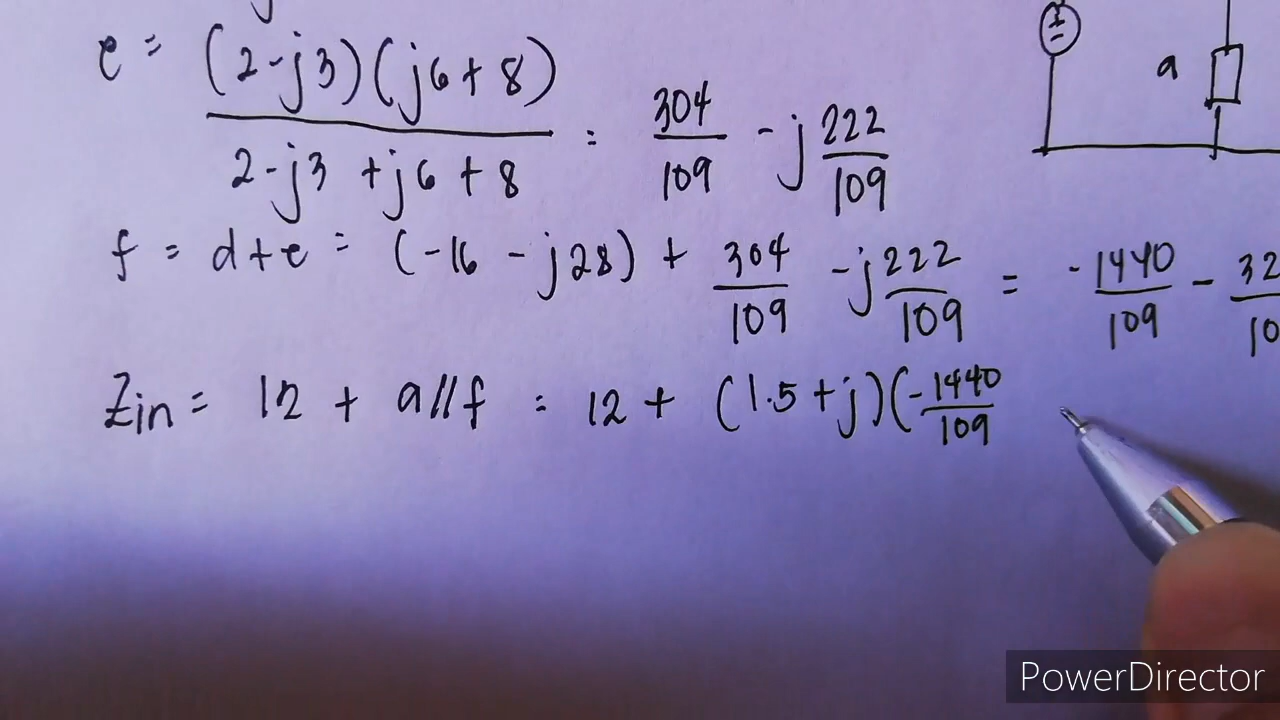 e = (2-j3)(j6+8) / 2-j3+j6+8 = 304/109 - j 222/109
a
f = d+e = (-16-j28) + 304/109 - j 222/109 = -1440/109 - 32
Zin = 12 + a//f = 12 + (1.5+j)(-1440/109
PowerDirector